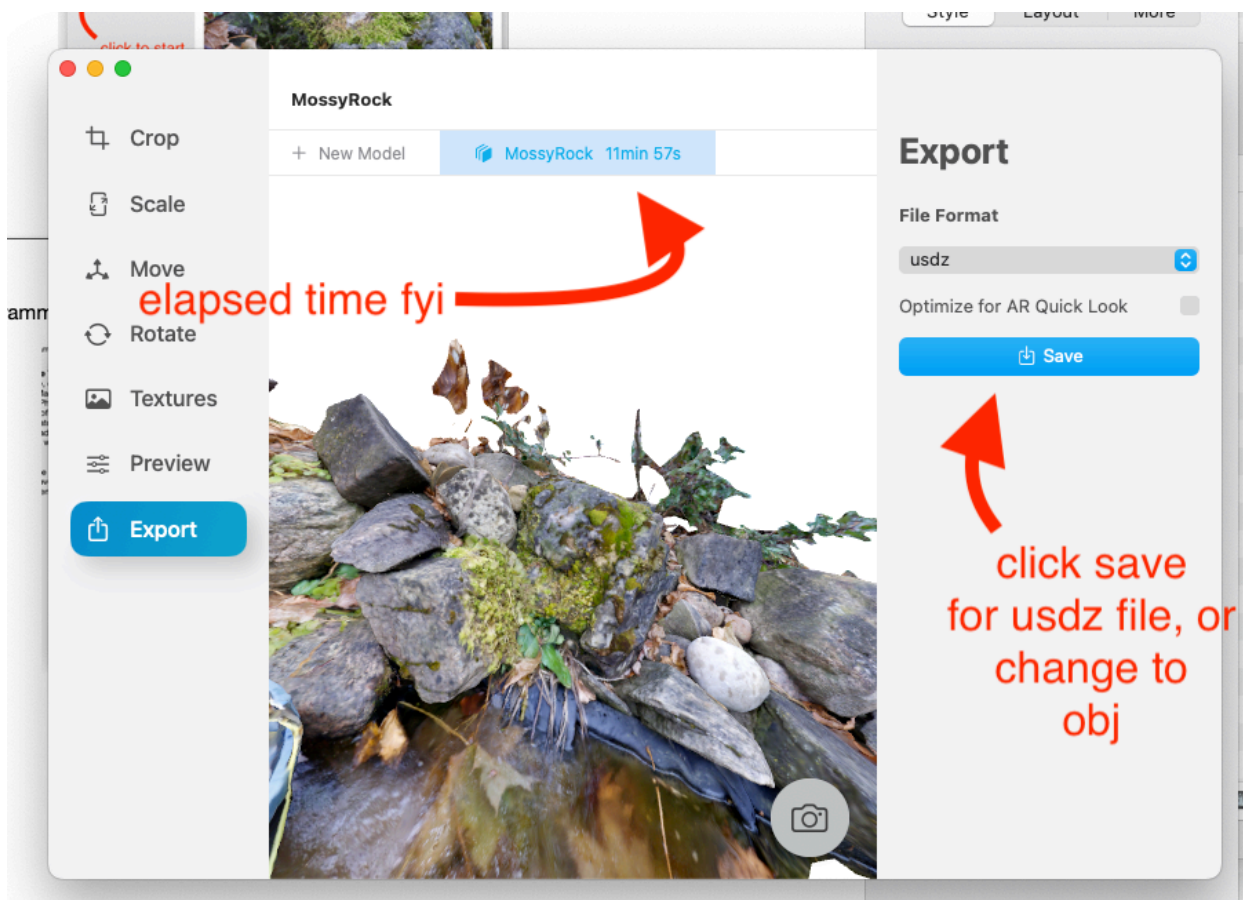 Style Layout More
click to start
MossyRock
Crop
+ New Model MossyRock 11min 57s
Export
Scale
File Format
usdz
Move
elapsed time fyi
Optimize for AR Quick Look
Rotate
Save
Textures
Preview
Export
click save
for usdz file, or
change to
obj